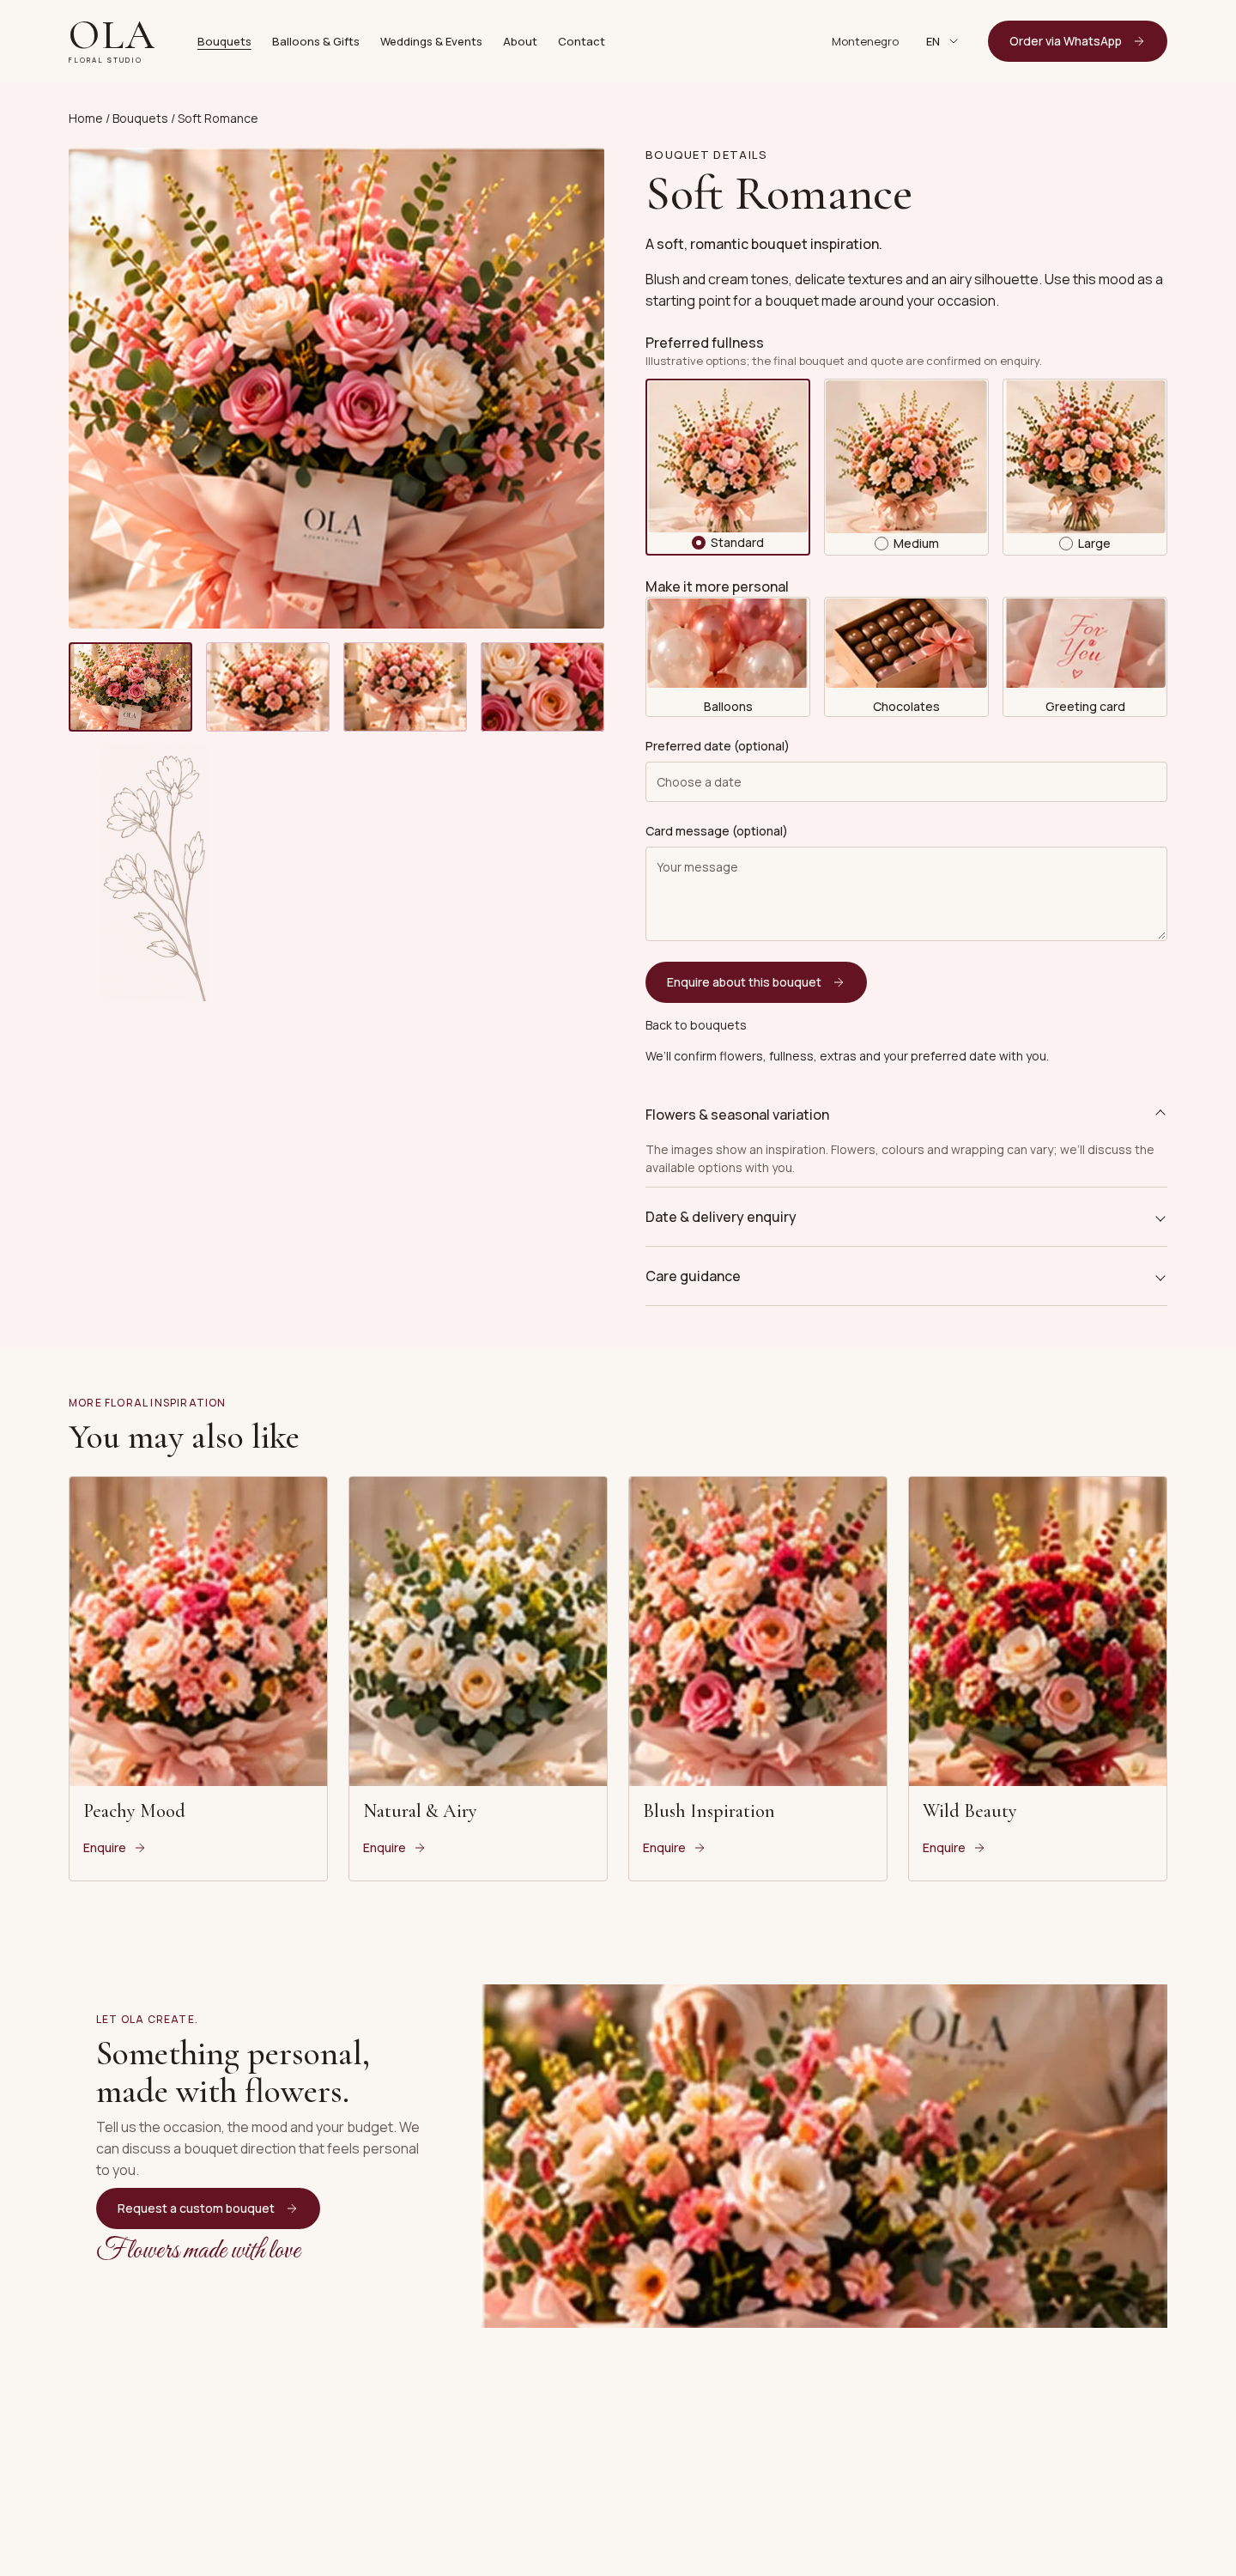 OLA
FLORAL STUDIO
Bouquets
Balloons & Gifts
Weddings & Events
About
Contact
Montenegro
EN
Order via WhatsApp
Home / Bouquets / Soft Romance
OLA
BOUQUET DETAILS
Soft Romance
A soft, romantic bouquet inspiration.
Blush and cream tones, delicate textures and an airy silhouette. Use this mood as a
starting point for a bouquet made around your occasion.
Preferred fullness
Illustrative options; the final bouquet and quote are confirmed on enquiry.
Standard
Medium
Large
Make it more personal
For
You
Balloons
Chocolates
Greeting card
OLA
Preferred date (optional)
Choose a date
Card message (optional)
Your message
Enquire about this bouquet
Back to bouquets
We'll confirm flowers, fullness, extras and your preferred date with you.
Flowers & seasonal variation
The images show an inspiration. Flowers, colours and wrapping can vary; we'll discuss the
available options with you.
Date & delivery enquiry
Care guidance
MORE FLORAL INSPIRATION
You may also like
Peachy Mood
Enquire
Natural & Airy
Enquire
Blush Inspiration
Enquire
Wild Beauty
Enquire
LET OLA CREATE.
Something personal,
made with flowers.
Tell us the occasion, the mood and your budget. We
can discuss a bouquet direction that feels personal
to you.
Request a custom bouquet
Flowers made with love
OLA